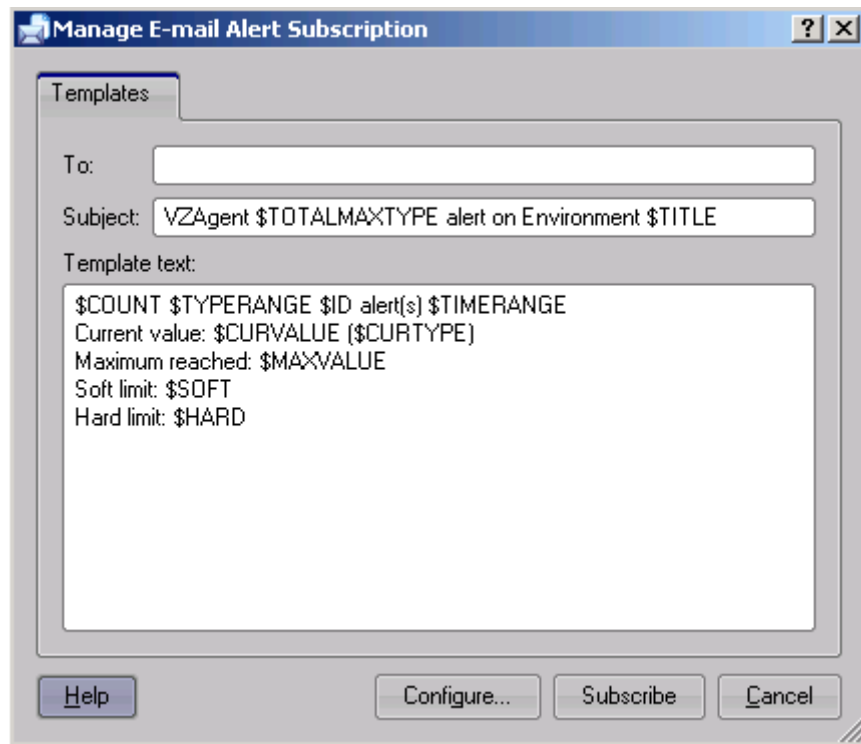 Manage E-mail Alert Subscription
Templates
To:
Subject: VZAgent $TOTALMAXTYPE alert on Environment $TITLE
Template text:
$COUNT $TYPERANGE $ID alert(s) $TIMERANGE
Current value: $CURVALUE ($CURTYPE)
Maximum reached: $MAXVALUE
Soft limit: $SOFT
Hard limit: $HARD
Help Configure... Subscribe Cancel